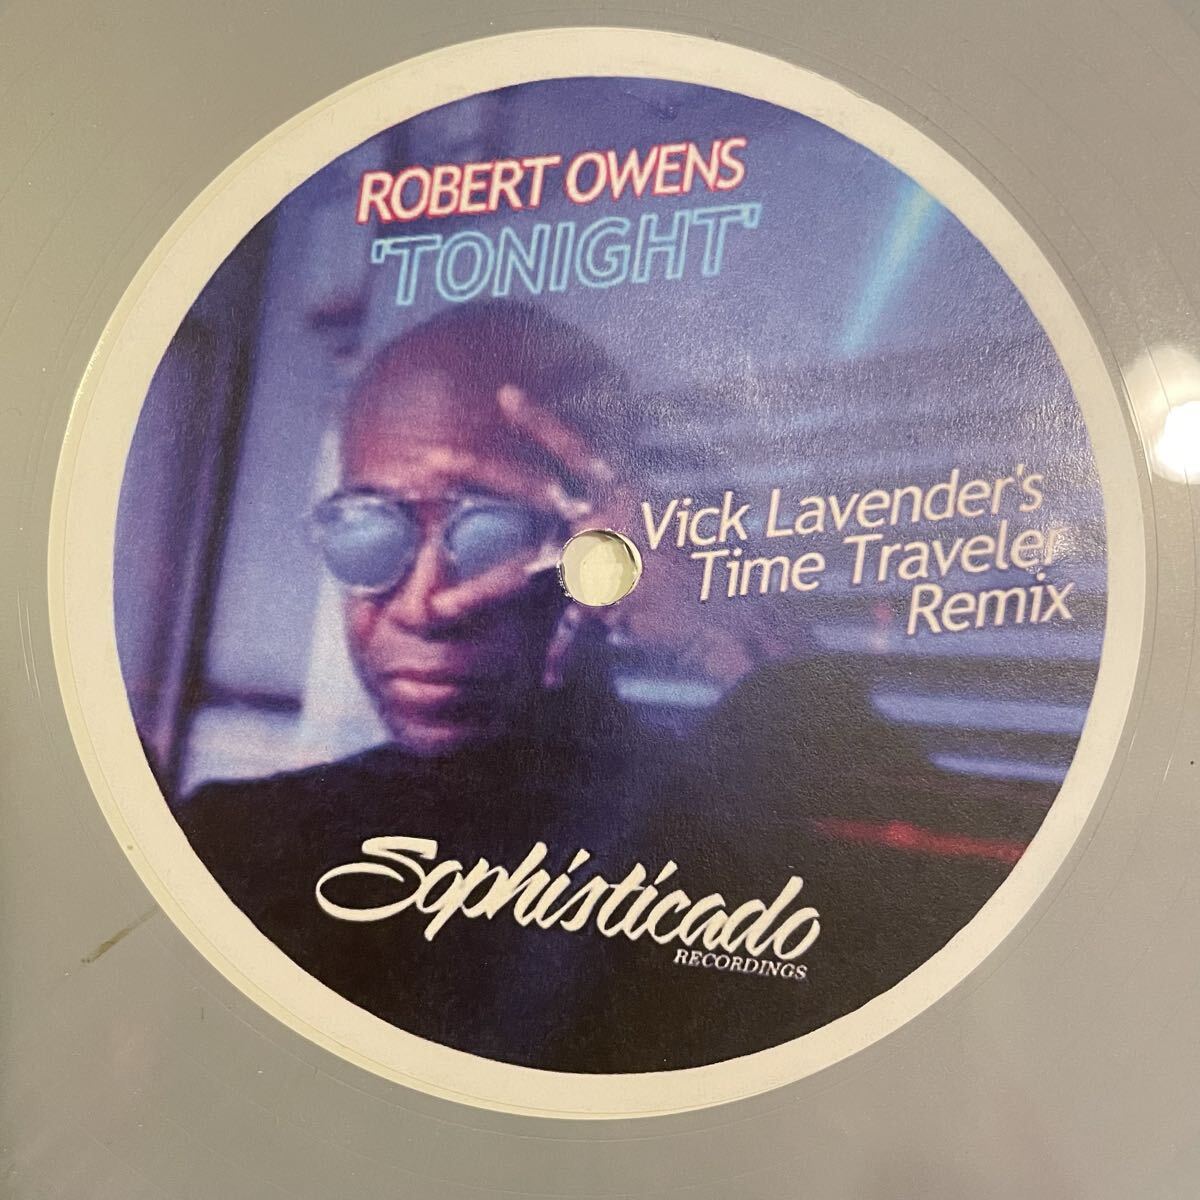 ROBERT OWENS
'TONIGHT'
Vick Lavender's
Time Traveler
Remix
Sophisticado
RECORDINGS